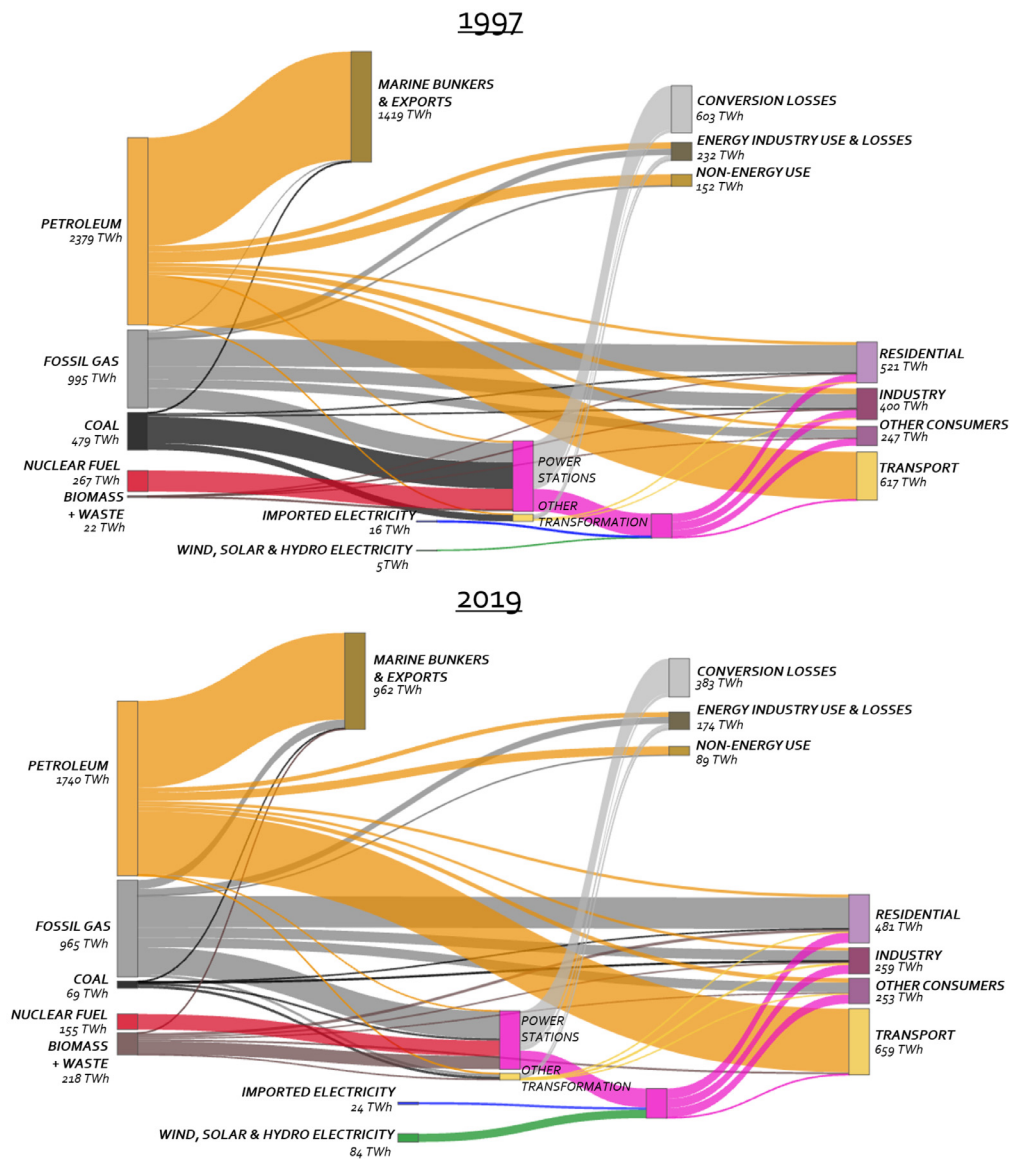 1997
MARINE BUNKERS
& EXPORTS
1419 TWh
CONVERSION LOSSES
603 TWh
ENERGY INDUSTRY USE & LOSSES
232 TWh
NON-ENERGY USE
152 TWh
PETROLEUM
2379 TWh
FOSSIL GAS
995 TWh
RESIDENTIAL
521 TWh
INDUSTRY
400 TWh
COAL
479 TWh
OTHER CONSUMERS
247 TWh
NUCLEAR FUEL
267 TWh
POWER
STATIONS
TRANSPORT
617 TWh
BIOMASS
+ WASTE
22 TWh
OTHER
TRANSFORMATION
IMPORTED ELECTRICITY
16 TWh
WIND, SOLAR & HYDRO ELECTRICITY
5TWh
2019
MARINE BUNKERS
& EXPORTS
962 TWh
CONVERSION LOSSES
383 TWh
ENERGY INDUSTRY USE & LOSSES
174 TWh
NON-ENERGY USE
89 TWh
PETROLEUM
1740 TWh
FOSSIL GAS
965 TWh
RESIDENTIAL
481 TWh
INDUSTRY
259 TWh
COAL
69 TWh
OTHER CONSUMERS
253 TWh
NUCLEAR FUEL
155 TWh
POWER
STATIONS
TRANSPORT
659 TWh
BIOMASS
+ WASTE
218 TWh
OTHER
TRANSFORMATION
IMPORTED ELECTRICITY
24 TWh
WIND, SOLAR & HYDRO ELECTRICITY
84 TWh